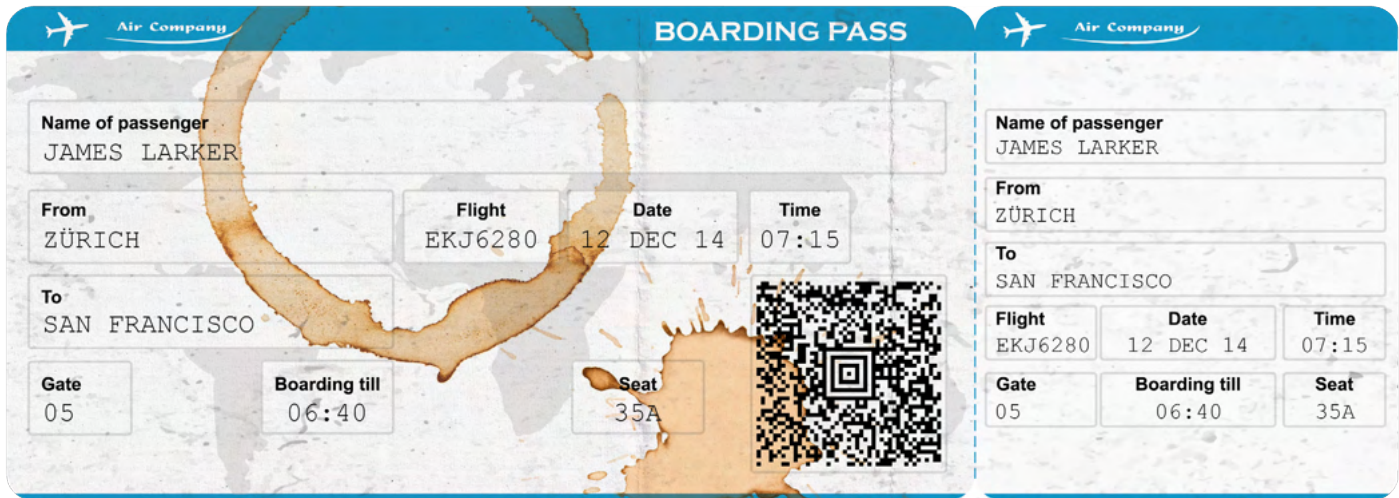 Air Company
BOARDING PASS
Name of passenger
JAMES LARKER
From
ZÜRICH
Flight
EKJ6280
Date
12 DEC 14
Time
07:15
To
SAN FRANCISCO
Gate
05
Boarding till
06:40
Seat
35A
Air Company
Name of passenger
JAMES LARKER
From
ZÜRICH
To
SAN FRANCISCO
Flight
EKJ6280
Date
12 DEC 14
Time
07:15
Gate
05
Boarding till
06:40
Seat
35A